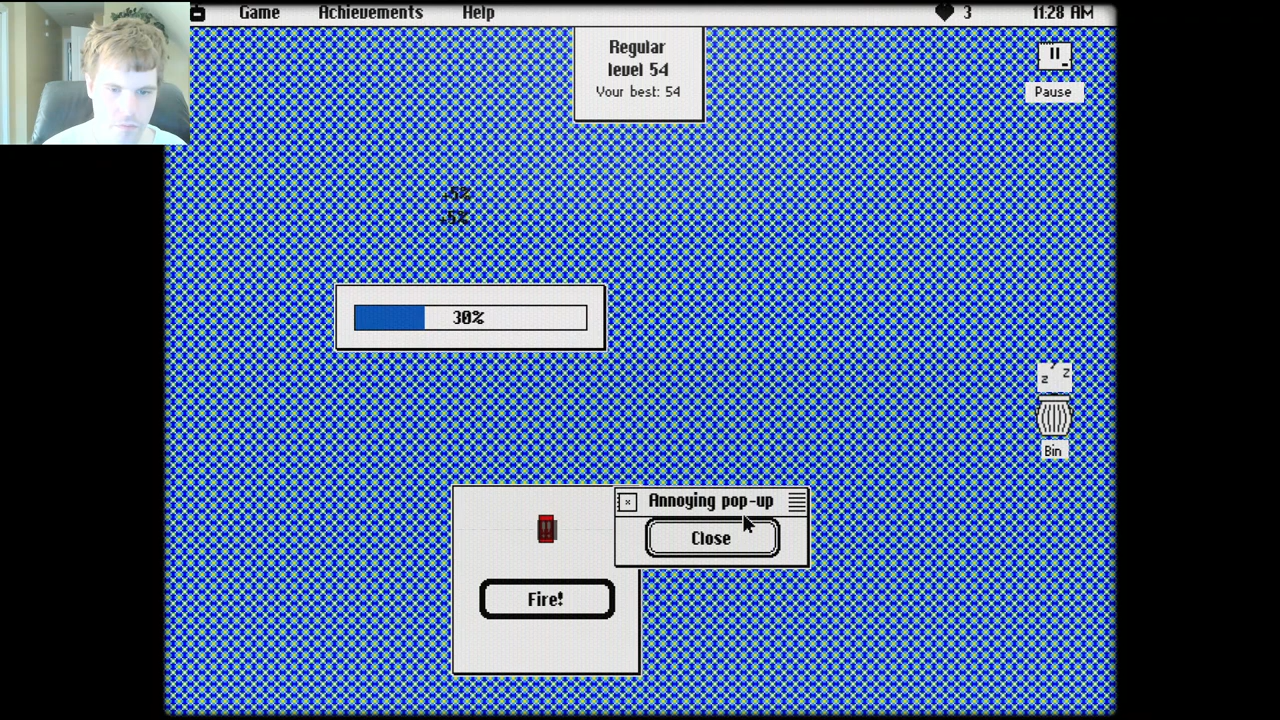 Game Achievements Help 3 11:28 AM
Regular
level 54
Your best: 54
Pause
+5%
+5%
30%
z z
Bin
Annoying pop-up
Close
!!
Fire!